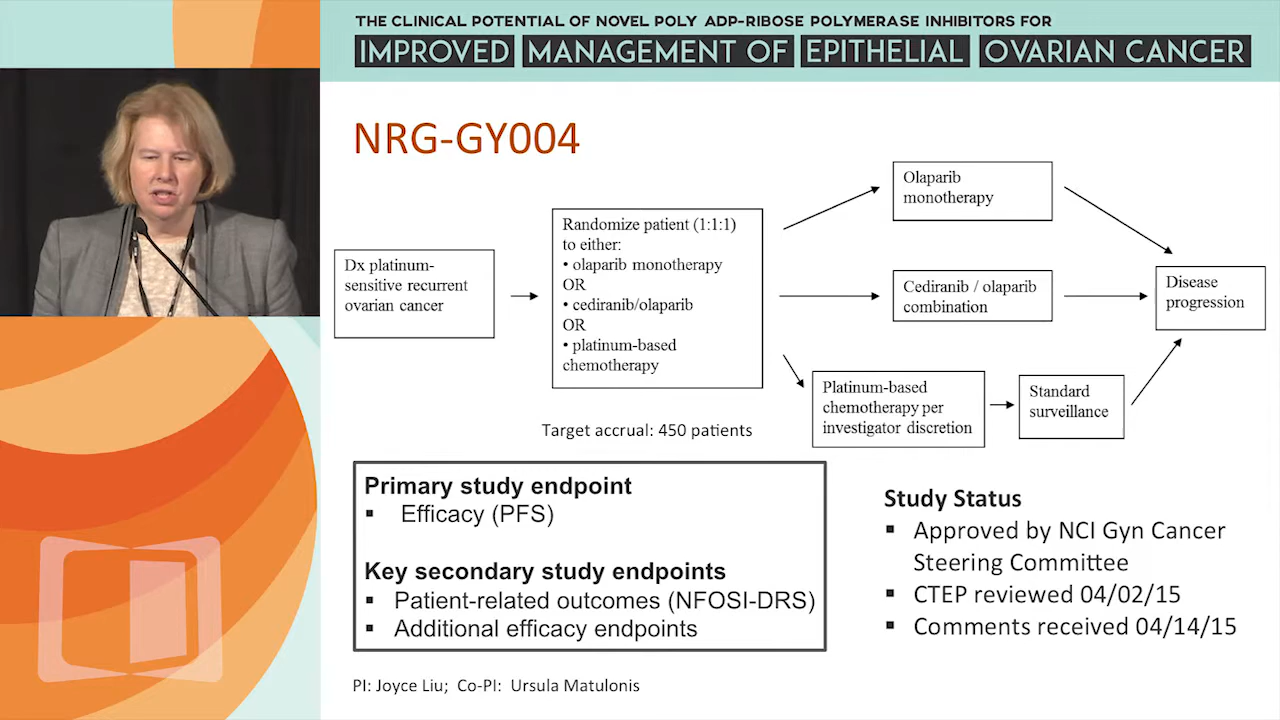 THE CLINICAL POTENTIAL OF NOVEL POLY ADP-RIBOSE POLYMERASE INHIBITORS FOR
IMPROVED MANAGEMENT OF EPITHELIAL OVARIAN CANCER
NRG-GY004
Dx platinum-
sensitive recurrent
ovarian cancer
Randomize patient (1:1:1)
to either:
• olaparib monotherapy
OR
• cediranib/olaparib
OR
• platinum-based
chemotherapy
Olaparib
monotherapy
Cediranib / olaparib
combination
Platinum-based
chemotherapy per
investigator discretion
Standard
surveillance
Disease
progression
Target accrual: 450 patients
Primary study endpoint
▪ Efficacy (PFS)
Key secondary study endpoints
▪ Patient-related outcomes (NFOSI-DRS)
▪ Additional efficacy endpoints
Study Status
▪ Approved by NCI Gyn Cancer
Steering Committee
▪ CTEP reviewed 04/02/15
▪ Comments received 04/14/15
PI: Joyce Liu; Co-PI: Ursula Matulonis